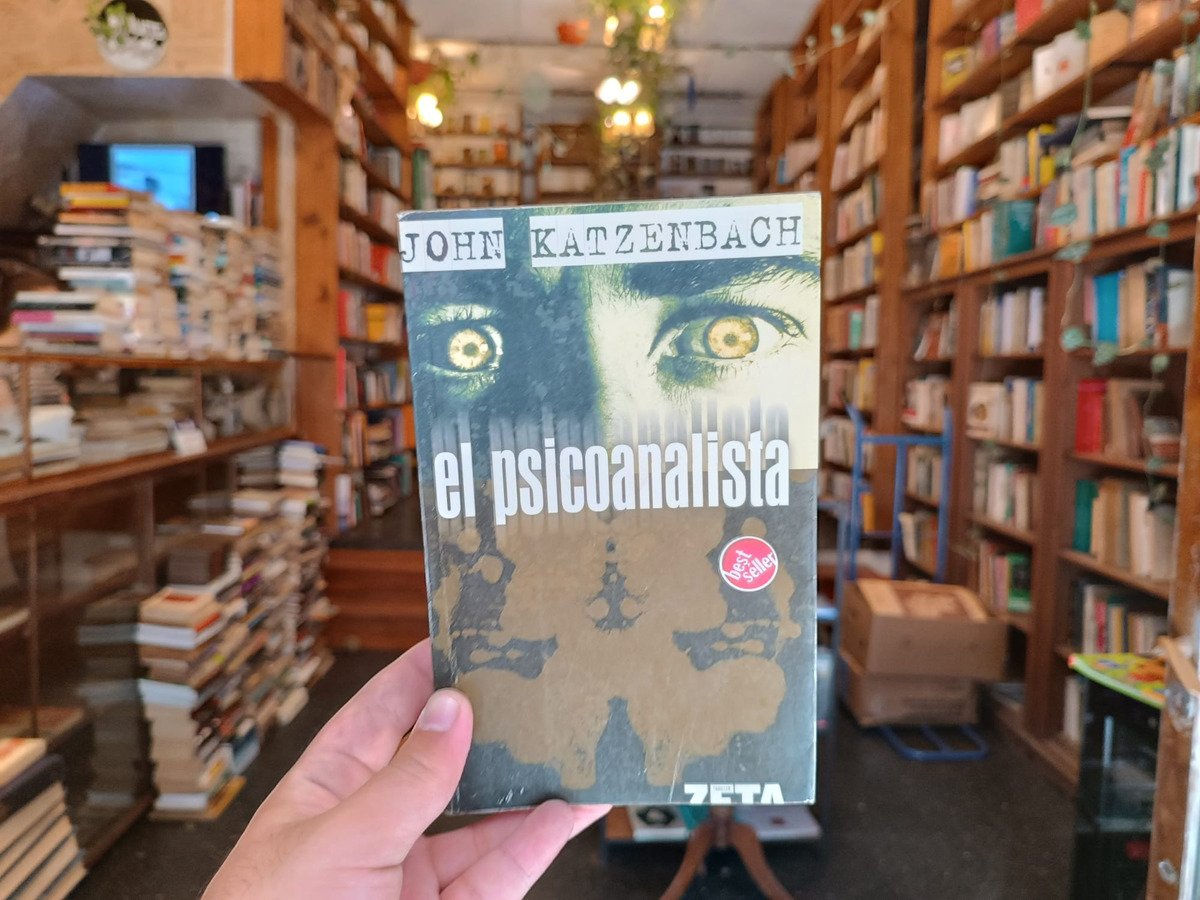 JOHN KATZENBACH
el psicoanalista
best
seller
ZETA